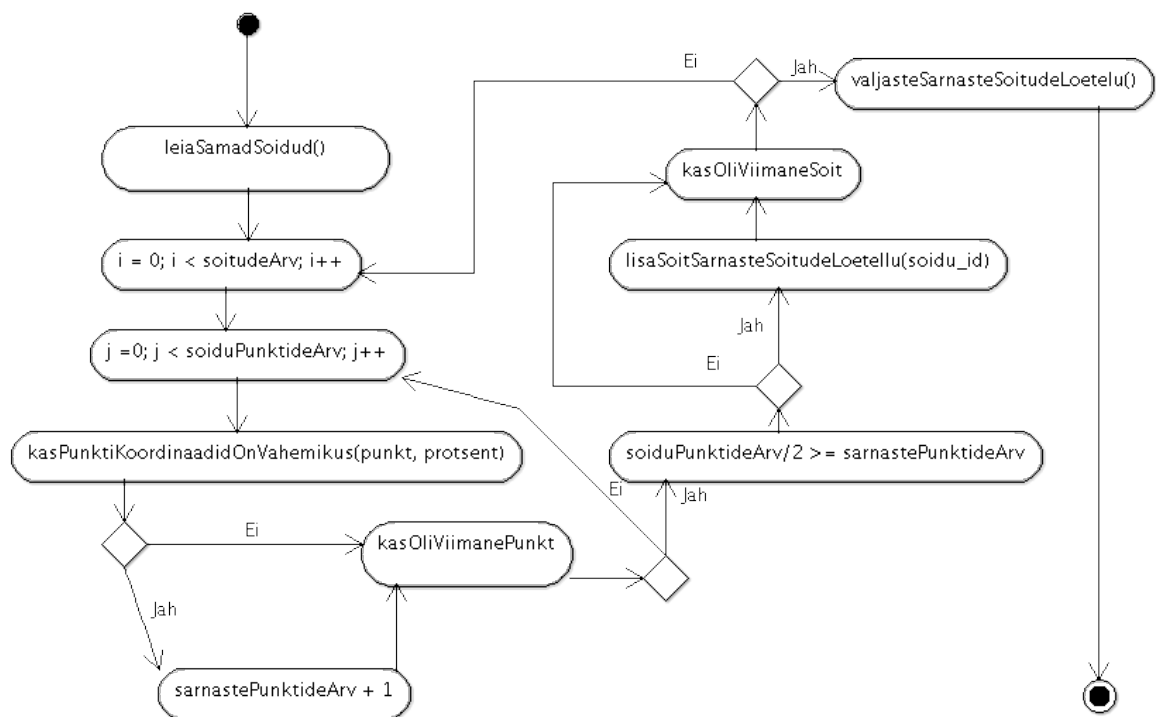 leiaSamadSoidud()
i = 0; i < soitudeArv; i++
j =0; j < soiduPunktideArv; j++
kasPunktiKoordinaadidOnVahemikus(punkt, protsent)
Ei
Jah
sarnastePunktideArv + 1
kasOliViimanePunkt
Ei
Jah
soiduPunktideArv/2 >= sarnastePunktideArv
Ei
Jah
lisaSoitSarnasteSoitudeLoetellu(soidu_id)
kasOliViimaneSoit
Ei
Jah
valjasteSarnasteSoitudeLoetelu()